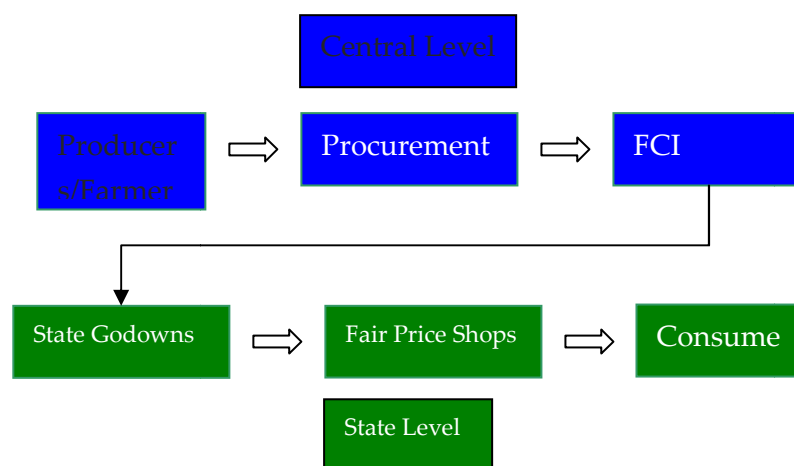 Central Level
Producer
s/Farmer
Procurement
FCI
State Godowns
Fair Price Shops
Consume
State Level